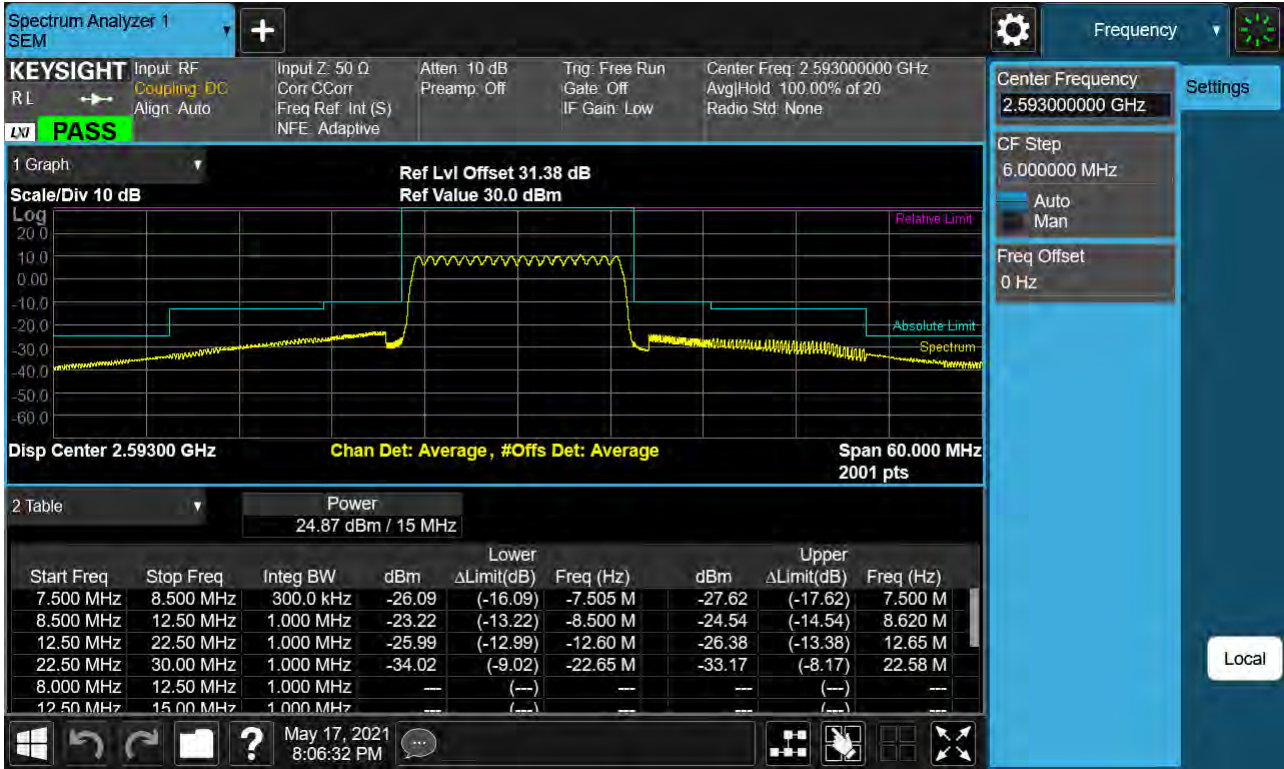 Spectrum Analyzer 1
SEM
+
Frequency
KEYSIGHT
R L
LXI
PASS
Input: RF
Coupling: DC
Align: Auto
Input Z: 50 Ω
Corr CCorr
Freq Ref: Int (S)
NFE: Adaptive
Atten: 10 dB
Preamp: Off
Trig: Free Run
Gate: Off
IF Gain: Low
Center Freq: 2.593000000 GHz
Avg|Hold: 100.00% of 20
Radio Std: None
Center Frequency
2.593000000 GHz
Settings
CF Step
6.000000 MHz
Auto
Man
Freq Offset
0 Hz
Local
1 Graph
Scale/Div 10 dB
Ref Lvl Offset 31.38 dB
Ref Value 30.0 dBm
Log
20.0
10.0
0.00
-10.0
-20.0
-30.0
-40.0
-50.0
-60.0
Relative Limit
Absolute Limit
Spectrum
Disp Center 2.59300 GHz
Chan Det: Average , #Offs Det: Average
Span 60.000 MHz
2001 pts
2 Table
Power
24.87 dBm / 15 MHz
Lower Upper
Start Freq Stop Freq Integ BW dBm ΔLimit(dB) Freq (Hz) dBm ΔLimit(dB) Freq (Hz)
7.500 MHz 8.500 MHz 300.0 kHz -26.09 (-16.09) -7.505 M -27.62 (-17.62) 7.500 M
8.500 MHz 12.50 MHz 1.000 MHz -23.22 (-13.22) -8.500 M -24.54 (-14.54) 8.620 M
12.50 MHz 22.50 MHz 1.000 MHz -25.99 (-12.99) -12.60 M -26.38 (-13.38) 12.65 M
22.50 MHz 30.00 MHz 1.000 MHz -34.02 (-9.02) -22.65 M -33.17 (-8.17) 22.58 M
8.000 MHz 12.50 MHz 1.000 MHz --- (---) --- --- (---) ---
12.50 MHz 15.00 MHz 1.000 MHz --- (---) --- --- (---) ---
?
May 17, 2021
8:06:32 PM